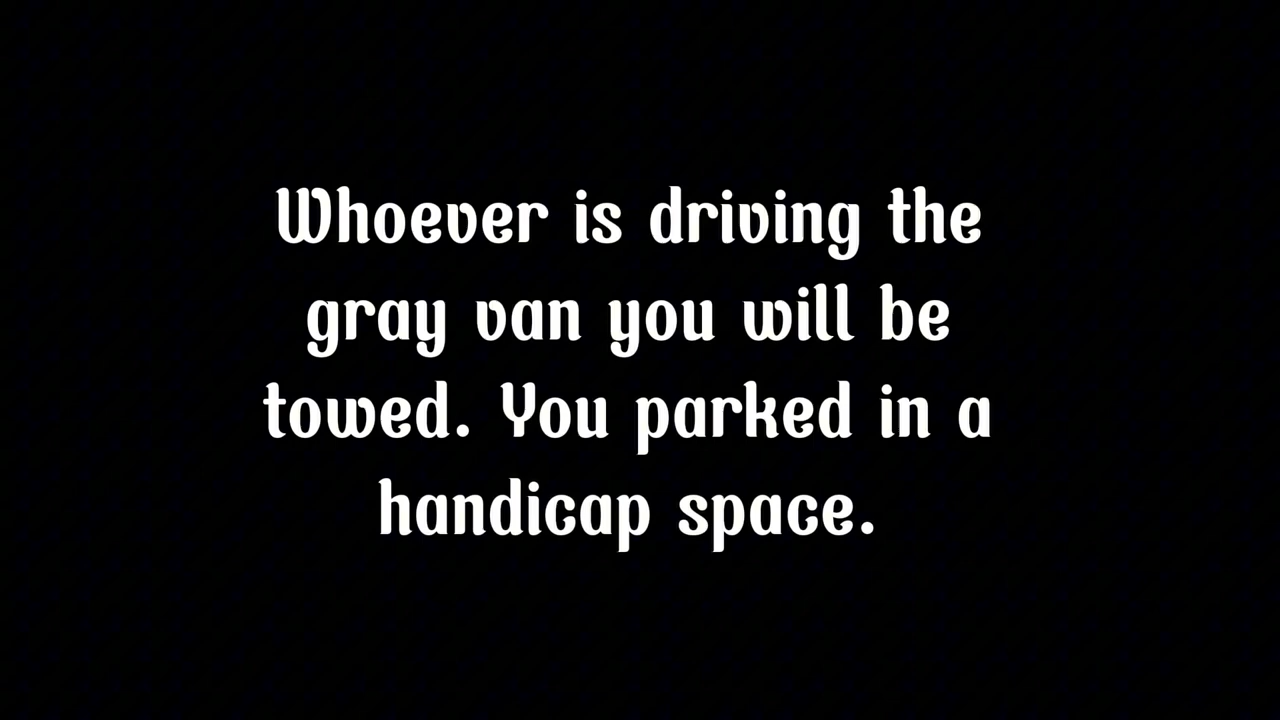 Whoever is driving the
gray van you will be
towed. You parked in a
handicap space.